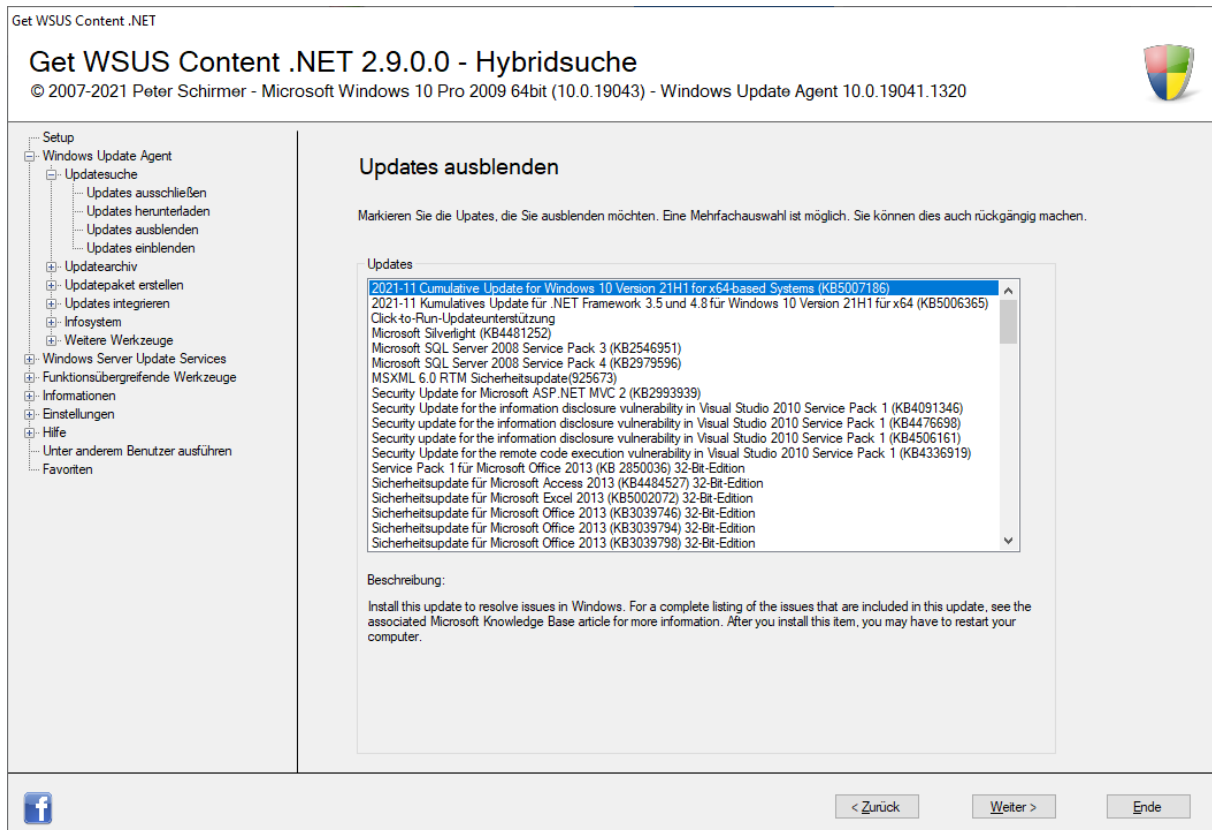 Get WSUS Content .NET
Get WSUS Content .NET 2.9.0.0 - Hybridsuche
© 2007-2021 Peter Schirmer - Microsoft Windows 10 Pro 2009 64bit (10.0.19043) - Windows Update Agent 10.0.19041.1320
Setup
Windows Update Agent
Updatesuche
Updates ausschließen
Updates herunterladen
Updates ausblenden
Updates einblenden
Updatearchiv
Updatepaket erstellen
Updates integrieren
Infosystem
Weitere Werkzeuge
Windows Server Update Services
Funktionsübergreifende Werkzeuge
Informationen
Einstellungen
Hilfe
Unter anderem Benutzer ausführen
Favoriten
Updates ausblenden
Markieren Sie die Upates, die Sie ausblenden möchten. Eine Mehrfachauswahl ist möglich. Sie können dies auch rückgängig machen.
Updates
2021-11 Cumulative Update for Windows 10 Version 21H1 for x64-based Systems (KB5007186)
2021-11 Kumulatives Update für .NET Framework 3.5 und 4.8 für Windows 10 Version 21H1 für x64 (KB5006365)
Click-to-Run-Updateunterstützung
Microsoft Silverlight (KB4481252)
Microsoft SQL Server 2008 Service Pack 3 (KB2546951)
Microsoft SQL Server 2008 Service Pack 4 (KB2979596)
MSXML 6.0 RTM Sicherheitsupdate(925673)
Security Update for Microsoft ASP.NET MVC 2 (KB2993939)
Security Update for the information disclosure vulnerability in Visual Studio 2010 Service Pack 1 (KB4091346)
Security update for the information disclosure vulnerability in Visual Studio 2010 Service Pack 1 (KB4476698)
Security update for the information disclosure vulnerability in Visual Studio 2010 Service Pack 1 (KB4506161)
Security Update for the remote code execution vulnerability in Visual Studio 2010 Service Pack 1 (KB4336919)
Service Pack 1 für Microsoft Office 2013 (KB 2850036) 32-Bit-Edition
Sicherheitsupdate für Microsoft Access 2013 (KB4484527) 32-Bit-Edition
Sicherheitsupdate für Microsoft Excel 2013 (KB5002072) 32-Bit-Edition
Sicherheitsupdate für Microsoft Office 2013 (KB3039746) 32-Bit-Edition
Sicherheitsupdate für Microsoft Office 2013 (KB3039794) 32-Bit-Edition
Sicherheitsupdate für Microsoft Office 2013 (KB3039798) 32-Bit-Edition
Beschreibung:
Install this update to resolve issues in Windows. For a complete listing of the issues that are included in this update, see the
associated Microsoft Knowledge Base article for more information. After you install this item, you may have to restart your
computer.
f
< Zurück
Weiter >
Ende